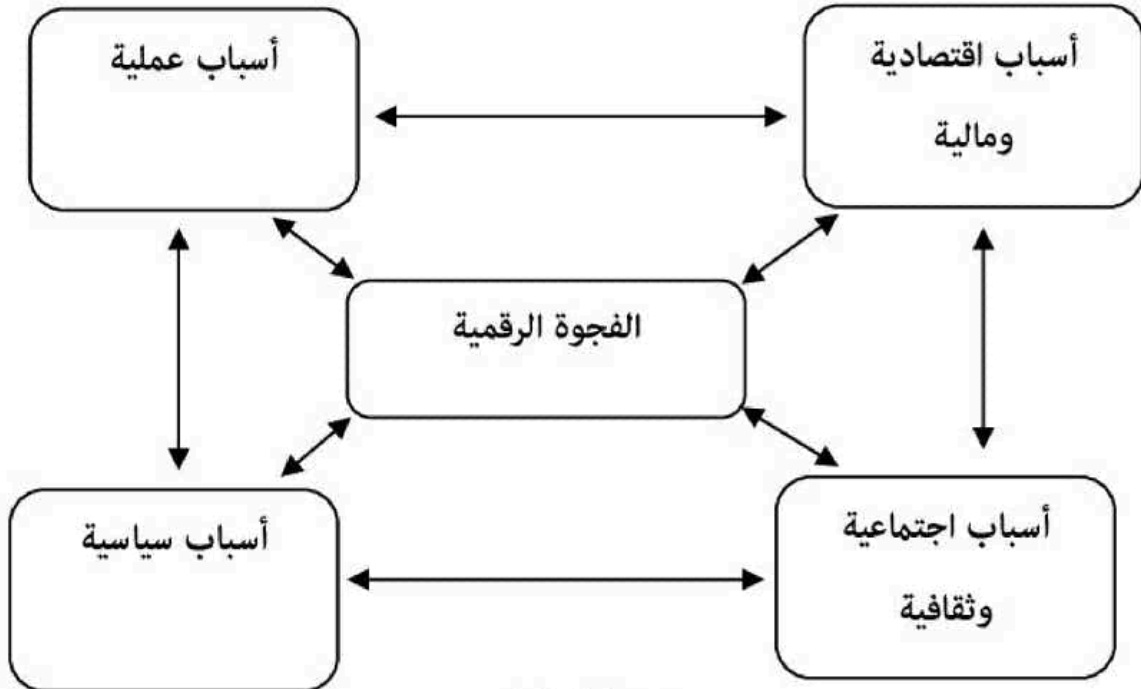 أسباب اقتصادية
ومالية
أسباب عملية
الفجوة الرقمية
أسباب اجتماعية
وثقافية
أسباب سياسية